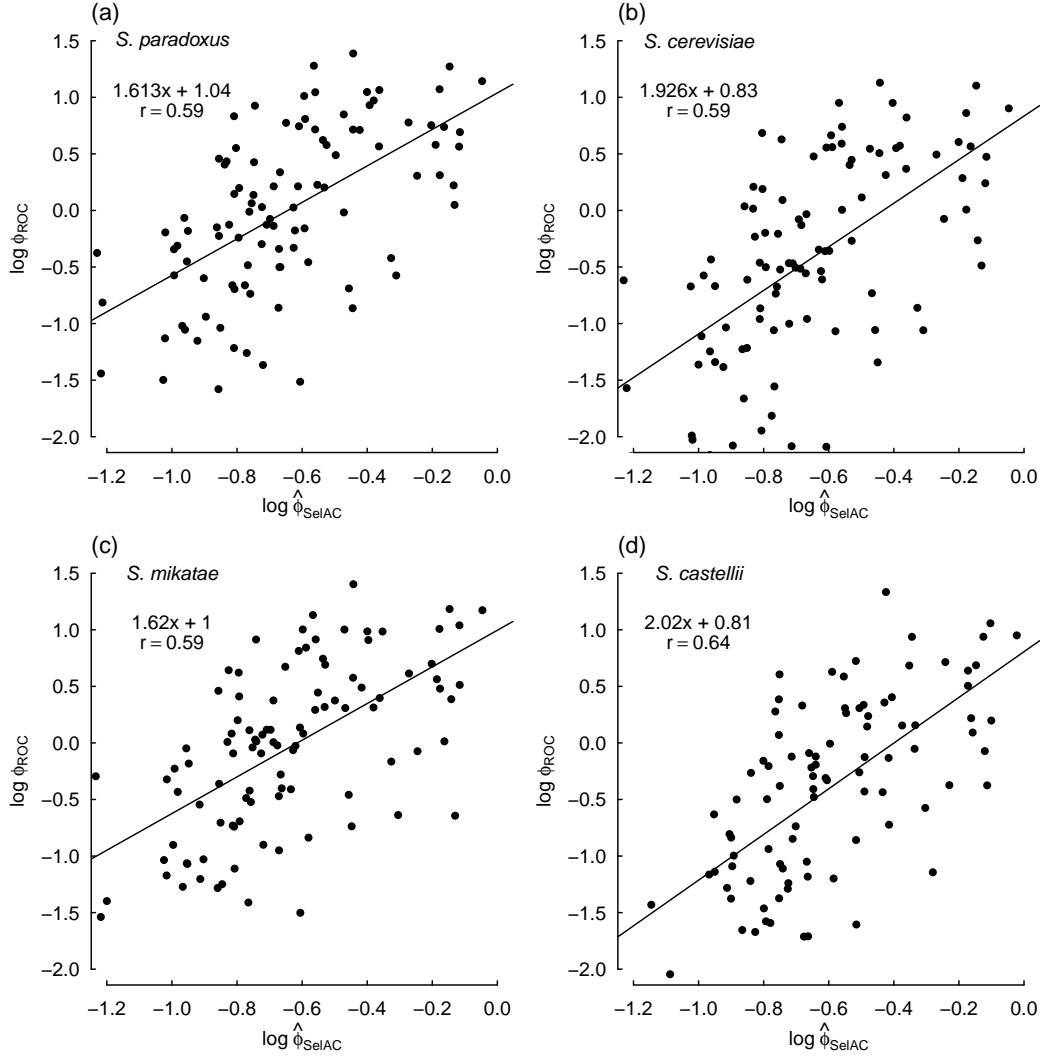 (a)
S. paradoxus
1.613x + 1.04
r = 0.59
1.5
1.0
0.5
0.0
−0.5
−1.0
−1.5
−2.0
log ϕROC
−1.2 −1.0 −0.8 −0.6 −0.4 −0.2 0.0
log ϕ̂SelAC
(b)
S. cerevisiae
1.926x + 0.83
r = 0.59
1.5
1.0
0.5
0.0
−0.5
−1.0
−1.5
−2.0
log ϕROC
−1.2 −1.0 −0.8 −0.6 −0.4 −0.2 0.0
log ϕ̂SelAC
(c)
S. mikatae
1.62x + 1
r = 0.59
1.5
1.0
0.5
0.0
−0.5
−1.0
−1.5
−2.0
log ϕROC
−1.2 −1.0 −0.8 −0.6 −0.4 −0.2 0.0
log ϕ̂SelAC
(d)
S. castellii
2.02x + 0.81
r = 0.64
1.5
1.0
0.5
0.0
−0.5
−1.0
−1.5
−2.0
log ϕROC
−1.2 −1.0 −0.8 −0.6 −0.4 −0.2 0.0
log ϕ̂SelAC